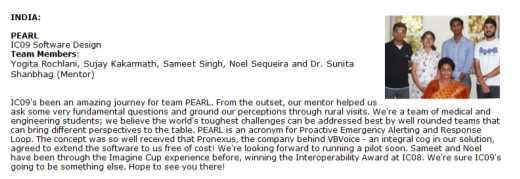 INDIA:
PEARL
IC09 Software Design
Team Members:
Yogita Rochlani, Sujay Kakarmath, Sameet Singh, Noel Sequeira and Dr. Sunita
Shanbhag (Mentor)
IC09's been an amazing journey for team PEARL. From the outset, our mentor helped us
ask some very fundamental questions and ground our perceptions through rural visits. We're a team of medical and
engineering students; we believe the world's toughest challenges can be addressed best by well rounded teams that
can bring different perspectives to the table. PEARL is an acronym for Proactive Emergency Alerting and Response
Loop. The concept was so well received that Pronexus, the company behind VBVoice - an integral cog in our solution,
agreed to extend the software to us free of cost! We're looking forward to running a pilot soon. Sameet and Noel
have been through the Imagine Cup experience before, winning the Interoperability Award at IC08. We're sure IC09's
going to be something else. Hope to see you there!